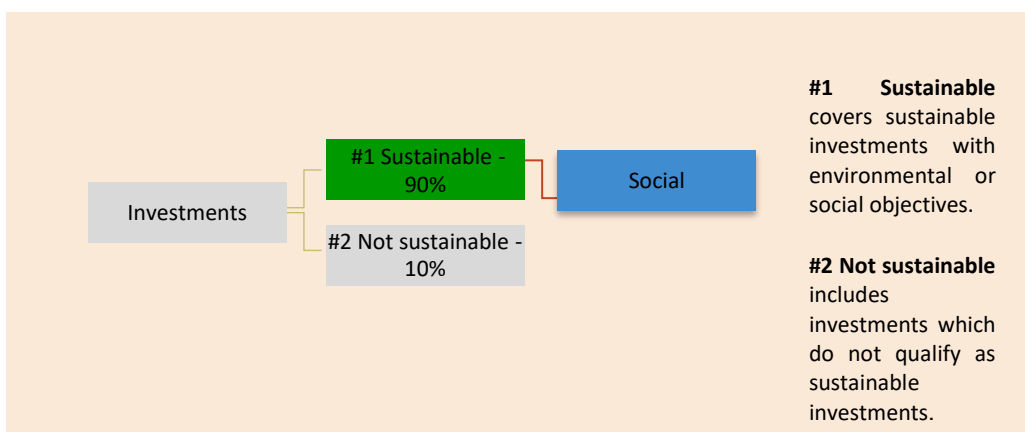 Investments
#1 Sustainable -
90%
#2 Not sustainable -
10%
Social
#1 Sustainable
covers sustainable
investments with
environmental or
social objectives.
#2 Not sustainable
includes
investments which
do not qualify as
sustainable
investments.